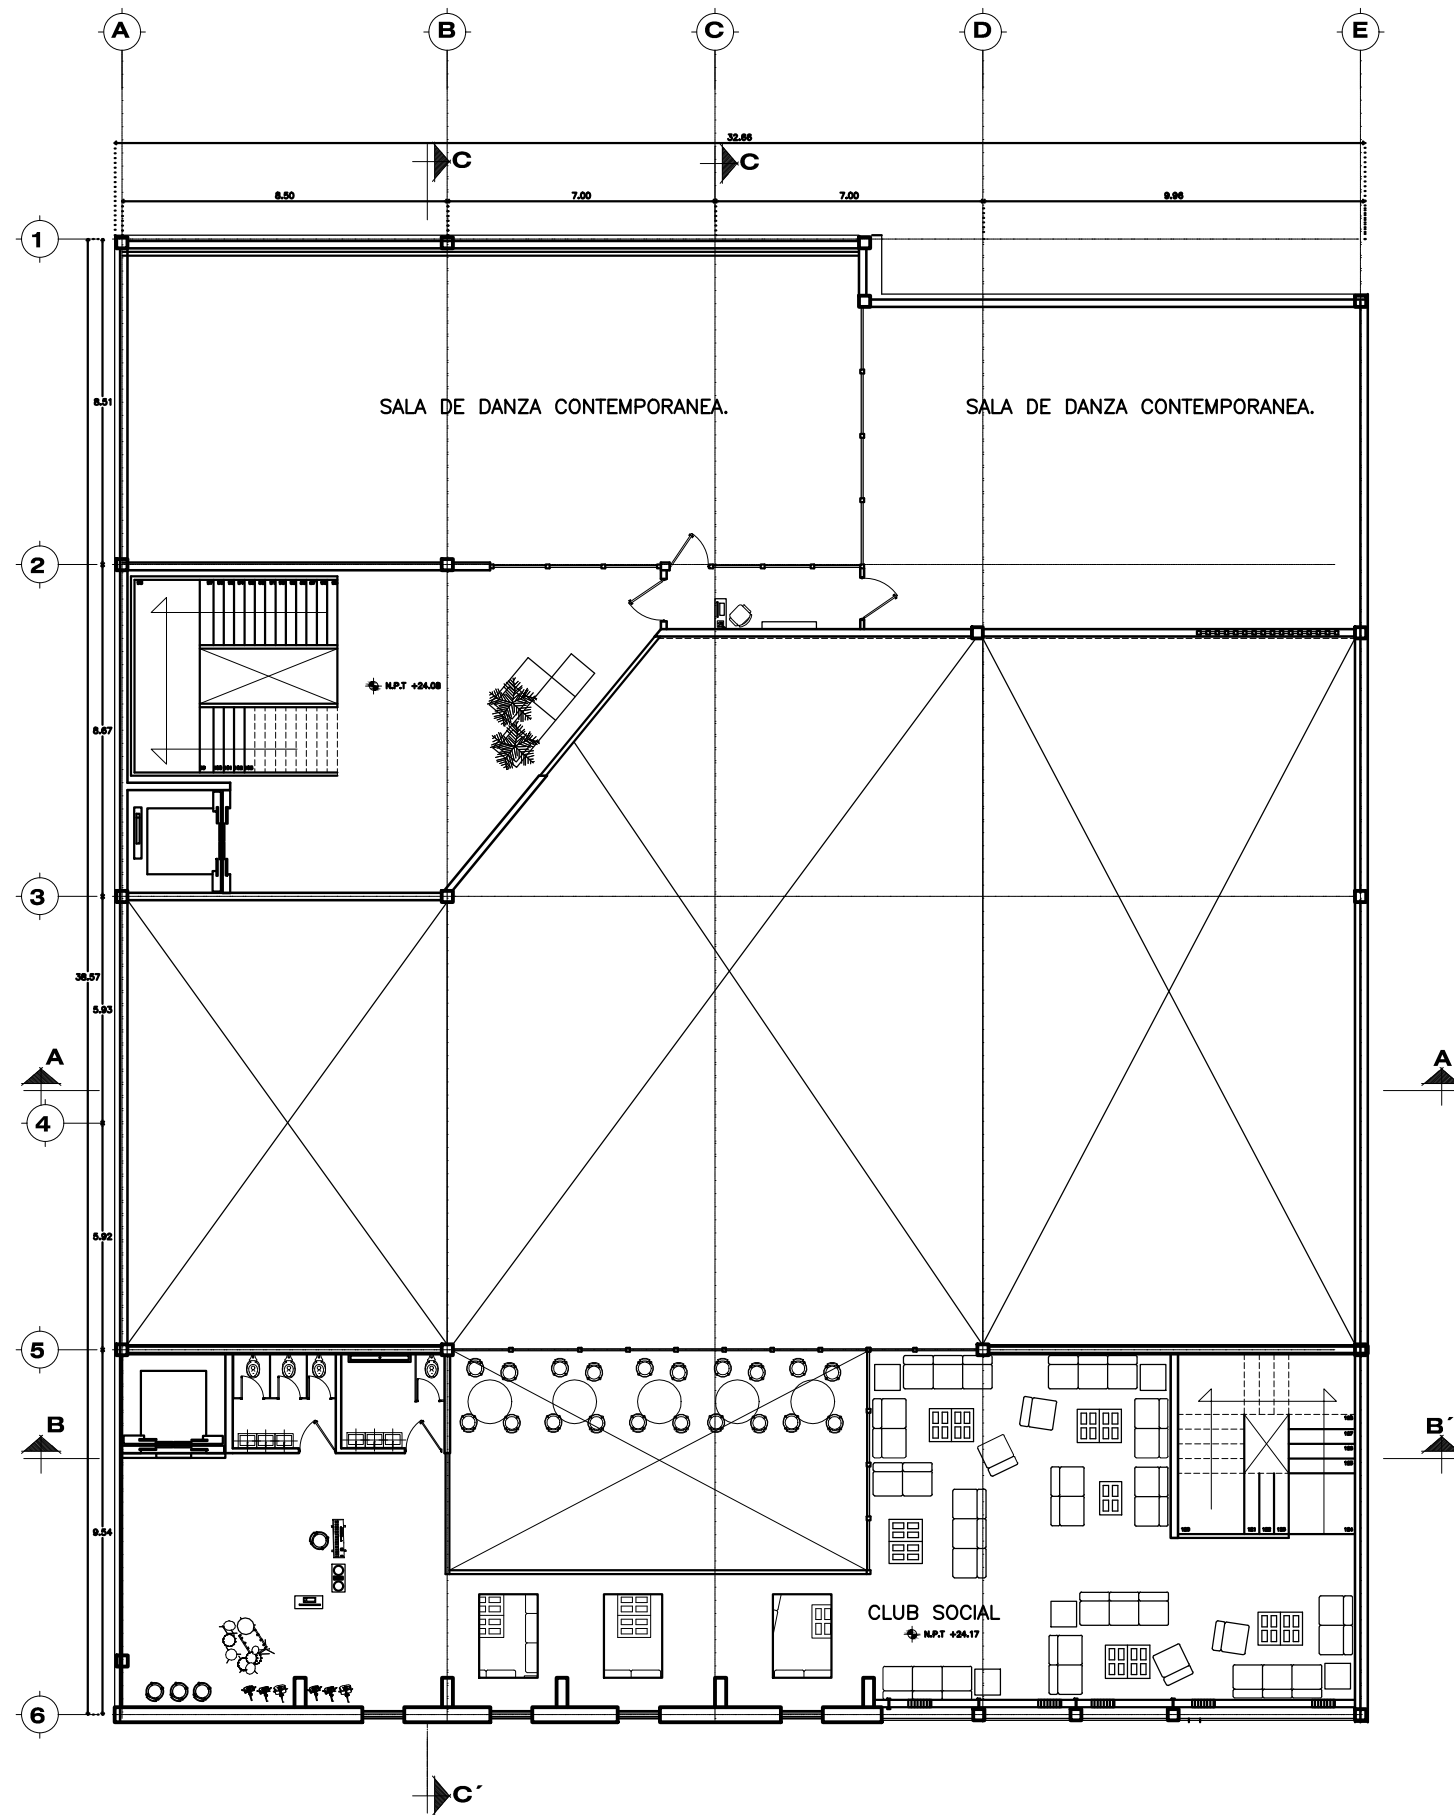 A B C D E
32.66
C C
8.50 7.00 7.00 9.96
1
8.51
SALA DE DANZA CONTEMPORANEA. SALA DE DANZA CONTEMPORANEA.
2
N.P.T +24.08
8.67
3
38.57
5.93
A A
4
5.92
5
B B´
9.54
CLUB SOCIAL
N.P.T +24.17
6
C´